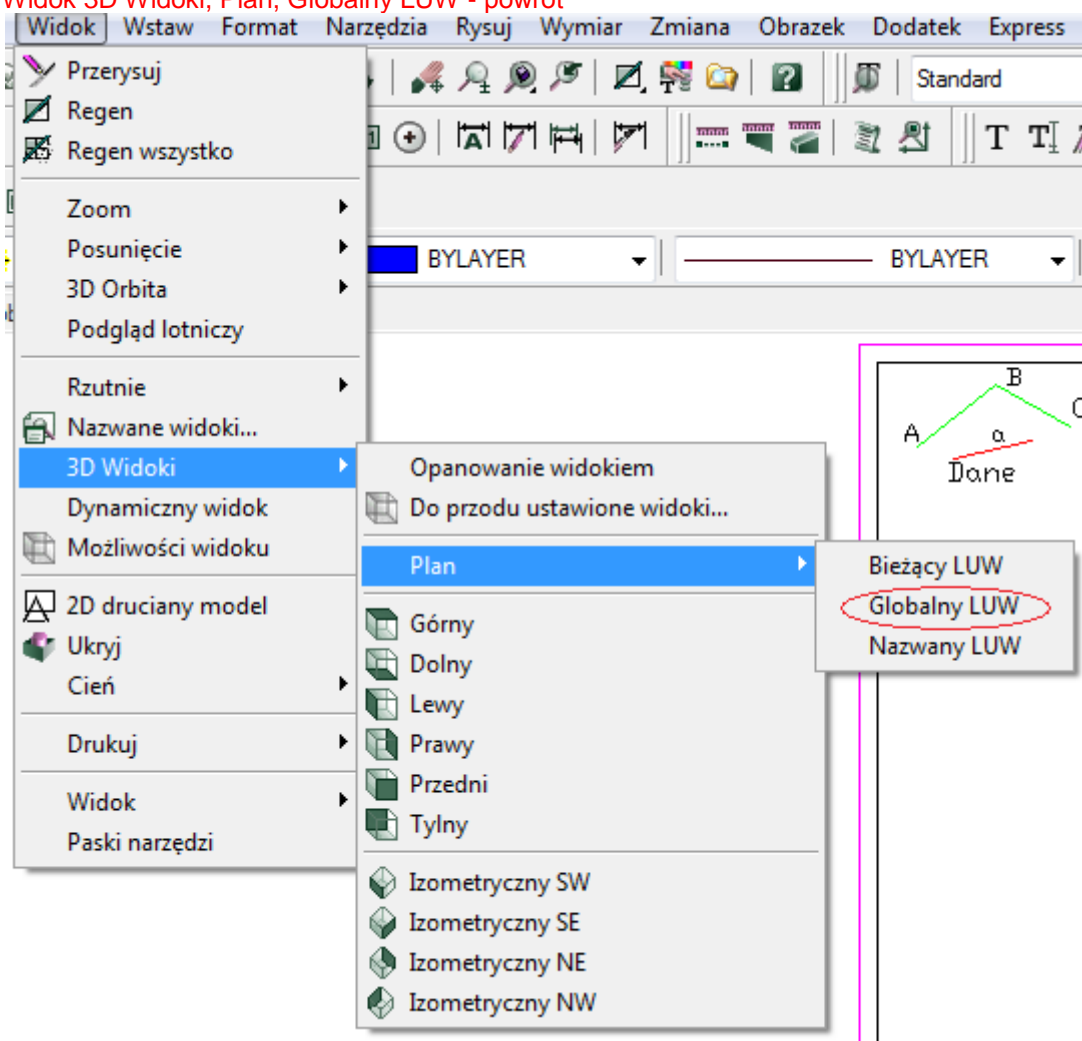 Widok 3D Widoki, Plan, Globalny LUW - powrót
Widok Wstaw Format Narzędzia Rysuj Wymiar Zmiana Obrazek Dodatek Express
Przerysuj
Regen
Regen wszystko
Zoom
Posunięcie
3D Orbita
Podgląd lotniczy
Rzutnie
Nazwane widoki...
3D Widoki
Dynamiczny widok
Możliwości widoku
2D druciany model
Ukryj
Cień
Drukuj
Widok
Paski narzędzi
Standard
BYLAYER
BYLAYER
Opanowanie widokiem
Do przodu ustawione widoki...
Plan
Górny
Dolny
Lewy
Prawy
Przedni
Tylny
Izometryczny SW
Izometryczny SE
Izometryczny NE
Izometryczny NW
Bieżący LUW
Globalny LUW
Nazwany LUW
B
A
a
Dane